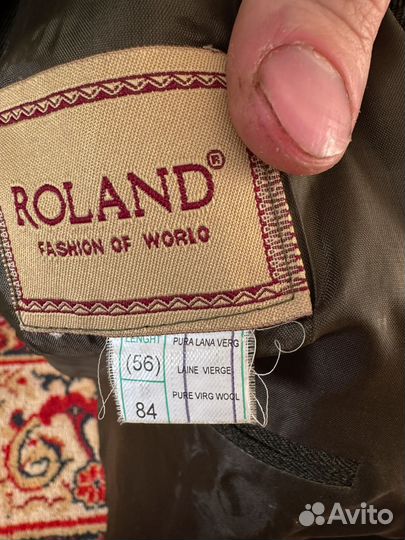 ROLAND®
FASHION OF WORLD
LENGHT
(56)
84
PURA LANA VERG
LAINE VIERGE
PURE VIRG WOOL
Avito